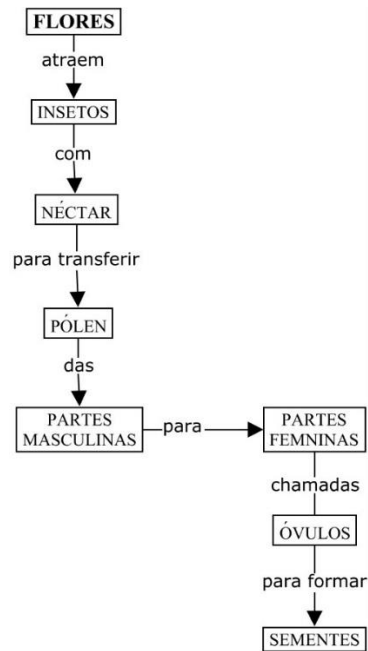 FLORES
atraem
INSETOS
com
NÉCTAR
para transferir
PÓLEN
das
PARTES
MASCULINAS
para
PARTES
FEMNINAS
chamadas
ÓVULOS
para formar
SEMENTES